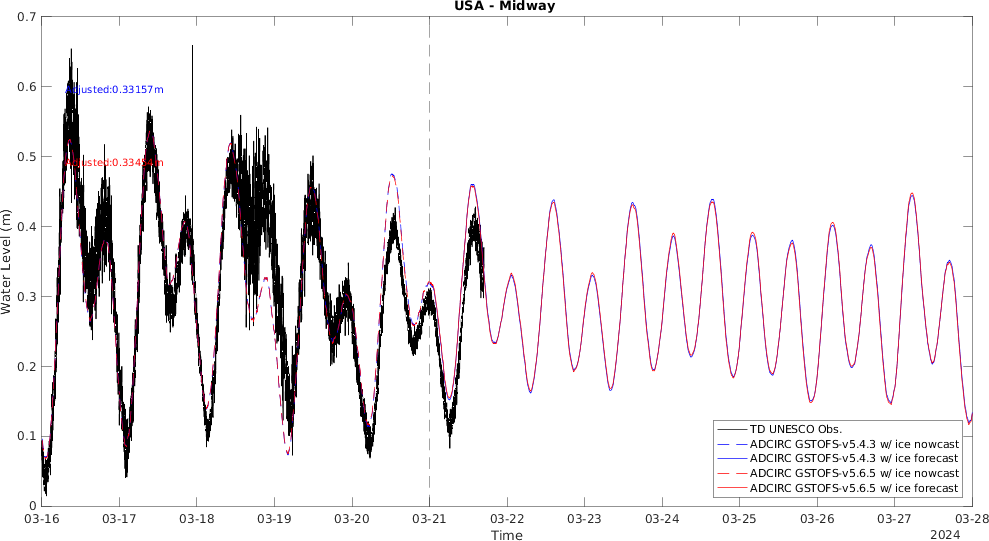 USA - Midway
0.7
0.6
0.5
0.4
0.3
0.2
0.1
0
Water Level (m)
Adjusted:0.33157m
Adjusted:0.33454m
TD UNESCO Obs.
ADCIRC GSTOFS-v5.4.3 w/ ice nowcast
ADCIRC GSTOFS-v5.4.3 w/ ice forecast
ADCIRC GSTOFS-v5.6.5 w/ ice nowcast
ADCIRC GSTOFS-v5.6.5 w/ ice forecast
03-16 03-17 03-18 03-19 03-20 03-21 03-22 03-23 03-24 03-25 03-26 03-27 03-28
Time
2024